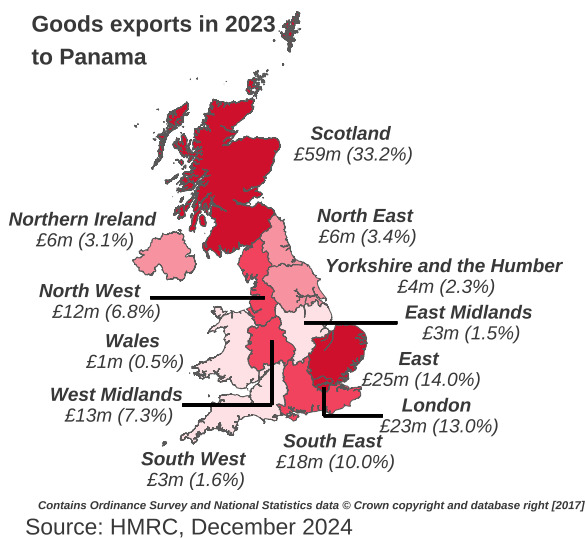 Goods exports in 2023
to Panama
Scotland
£59m (33.2%)
Northern Ireland
£6m (3.1%)
North East
£6m (3.4%)
Yorkshire and the Humber
£4m (2.3%)
North West
£12m (6.8%)
East Midlands
£3m (1.5%)
Wales
£1m (0.5%)
East
£25m (14.0%)
West Midlands
£13m (7.3%)
London
£23m (13.0%)
South East
£18m (10.0%)
South West
£3m (1.6%)
Contains Ordinance Survey and National Statistics data © Crown copyright and database right [2017]
Source: HMRC, December 2024